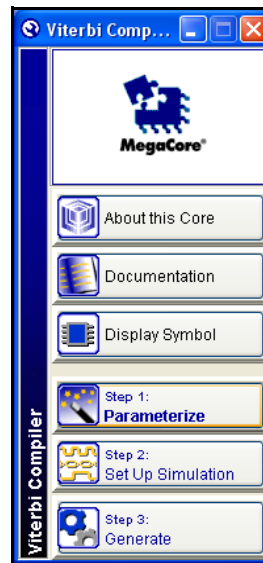 Viterbi Comp...
MegaCore®
About this Core
Documentation
Display Symbol
Step 1:
Parameterize
Step 2:
Set Up Simulation
Step 3:
Generate
Viterbi Compiler